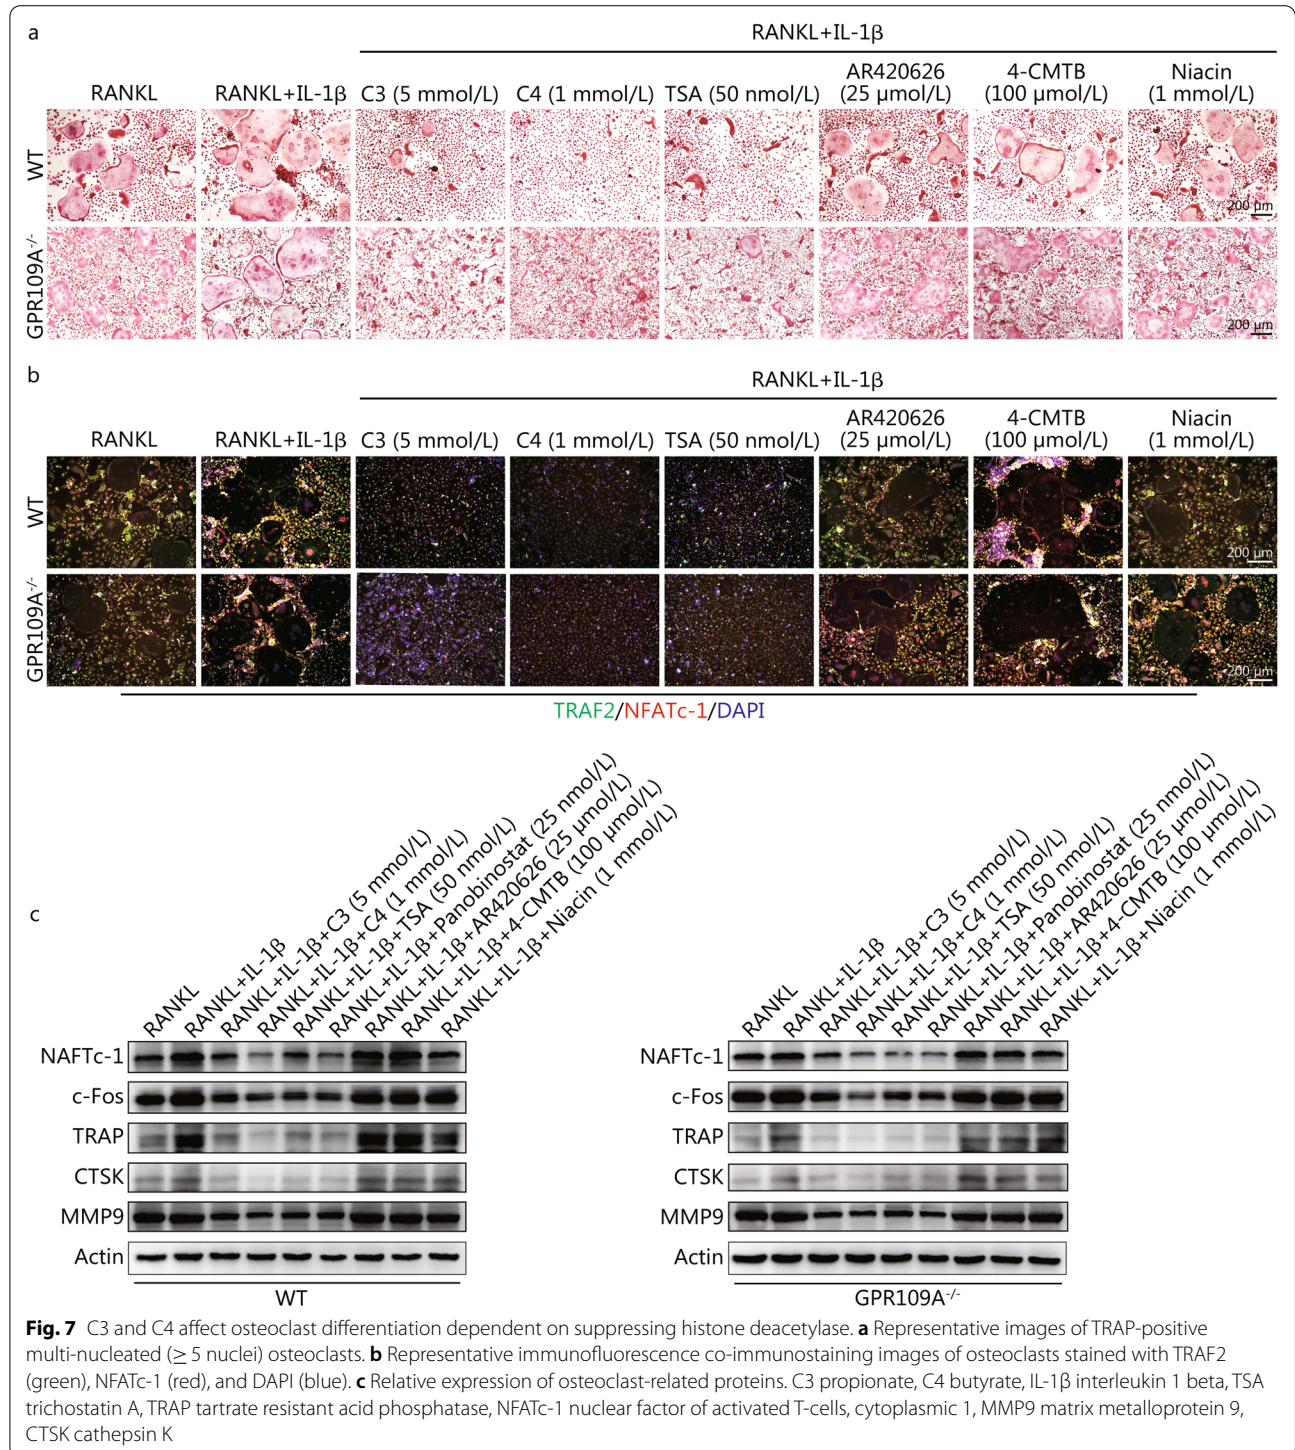 a
RANKL+IL-1β
RANKL
RANKL+IL-1β
C3 (5 mmol/L)
C4 (1 mmol/L)
TSA (50 nmol/L)
AR420626
(25 μmol/L)
4-CMTB
(100 μmol/L)
Niacin
(1 mmol/L)
WT
200 μm
GPR109A-/-
200 μm
b
RANKL+IL-1β
RANKL
RANKL+IL-1β
C3 (5 mmol/L)
C4 (1 mmol/L)
TSA (50 nmol/L)
AR420626
(25 μmol/L)
4-CMTB
(100 μmol/L)
Niacin
(1 mmol/L)
WT
200 μm
GPR109A-/-
200 μm
TRAF2/NFATc-1/DAPI
c
RANKL
RANKL+IL-1β
RANKL+IL-1β+C3 (5 mmol/L)
RANKL+IL-1β+C4 (1 mmol/L)
RANKL+IL-1β+TSA (50 nmol/L)
RANKL+IL-1β+Panobinostat (25 nmol/L)
RANKL+IL-1β+AR420626 (25 μmol/L)
RANKL+IL-1β+4-CMTB (100 μmol/L)
RANKL+IL-1β+Niacin (1 mmol/L)
NAFTc-1
c-Fos
TRAP
CTSK
MMP9
Actin
WT
RANKL
RANKL+IL-1β
RANKL+IL-1β+C3 (5 mmol/L)
RANKL+IL-1β+C4 (1 mmol/L)
RANKL+IL-1β+TSA (50 nmol/L)
RANKL+IL-1β+Panobinostat (25 nmol/L)
RANKL+IL-1β+AR420626 (25 μmol/L)
RANKL+IL-1β+4-CMTB (100 μmol/L)
RANKL+IL-1β+Niacin (1 mmol/L)
NAFTc-1
c-Fos
TRAP
CTSK
MMP9
Actin
GPR109A-/-
Fig. 7 C3 and C4 affect osteoclast differentiation dependent on suppressing histone deacetylase. a Representative images of TRAP-positive
multi-nucleated (≥ 5 nuclei) osteoclasts. b Representative immunofluorescence co-immunostaining images of osteoclasts stained with TRAF2
(green), NFATc-1 (red), and DAPI (blue). c Relative expression of osteoclast-related proteins. C3 propionate, C4 butyrate, IL-1β interleukin 1 beta, TSA
trichostatin A, TRAP tartrate resistant acid phosphatase, NFATc-1 nuclear factor of activated T-cells, cytoplasmic 1, MMP9 matrix metalloprotein 9,
CTSK cathepsin K